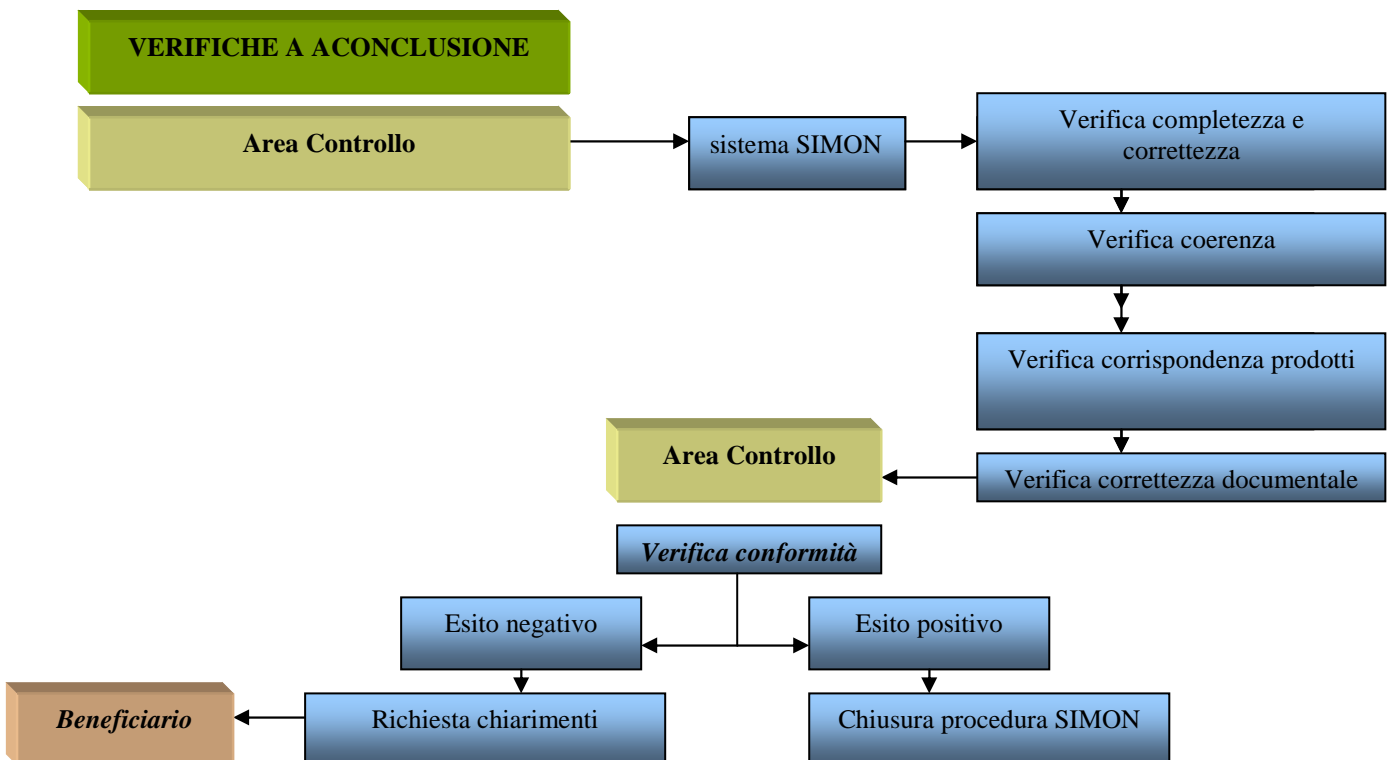 VERIFICHE A ACONCLUSIONE
Area Controllo
sistema SIMON
Verifica completezza e
correttezza
Verifica coerenza
Verifica corrispondenza prodotti
Verifica correttezza documentale
Area Controllo
Verifica conformità
Esito negativo
Esito positivo
Beneficiario
Richiesta chiarimenti
Chiusura procedura SIMON